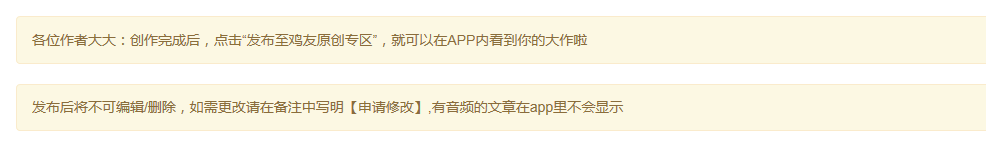 各位作者大大：创作完成后，点击“发布至鸡友原创专区”，就可以在APP内看到你的大作啦
发布后将不可编辑/删除，如需更改请在备注中写明【申请修改】,有音频的文章在app里不会显示